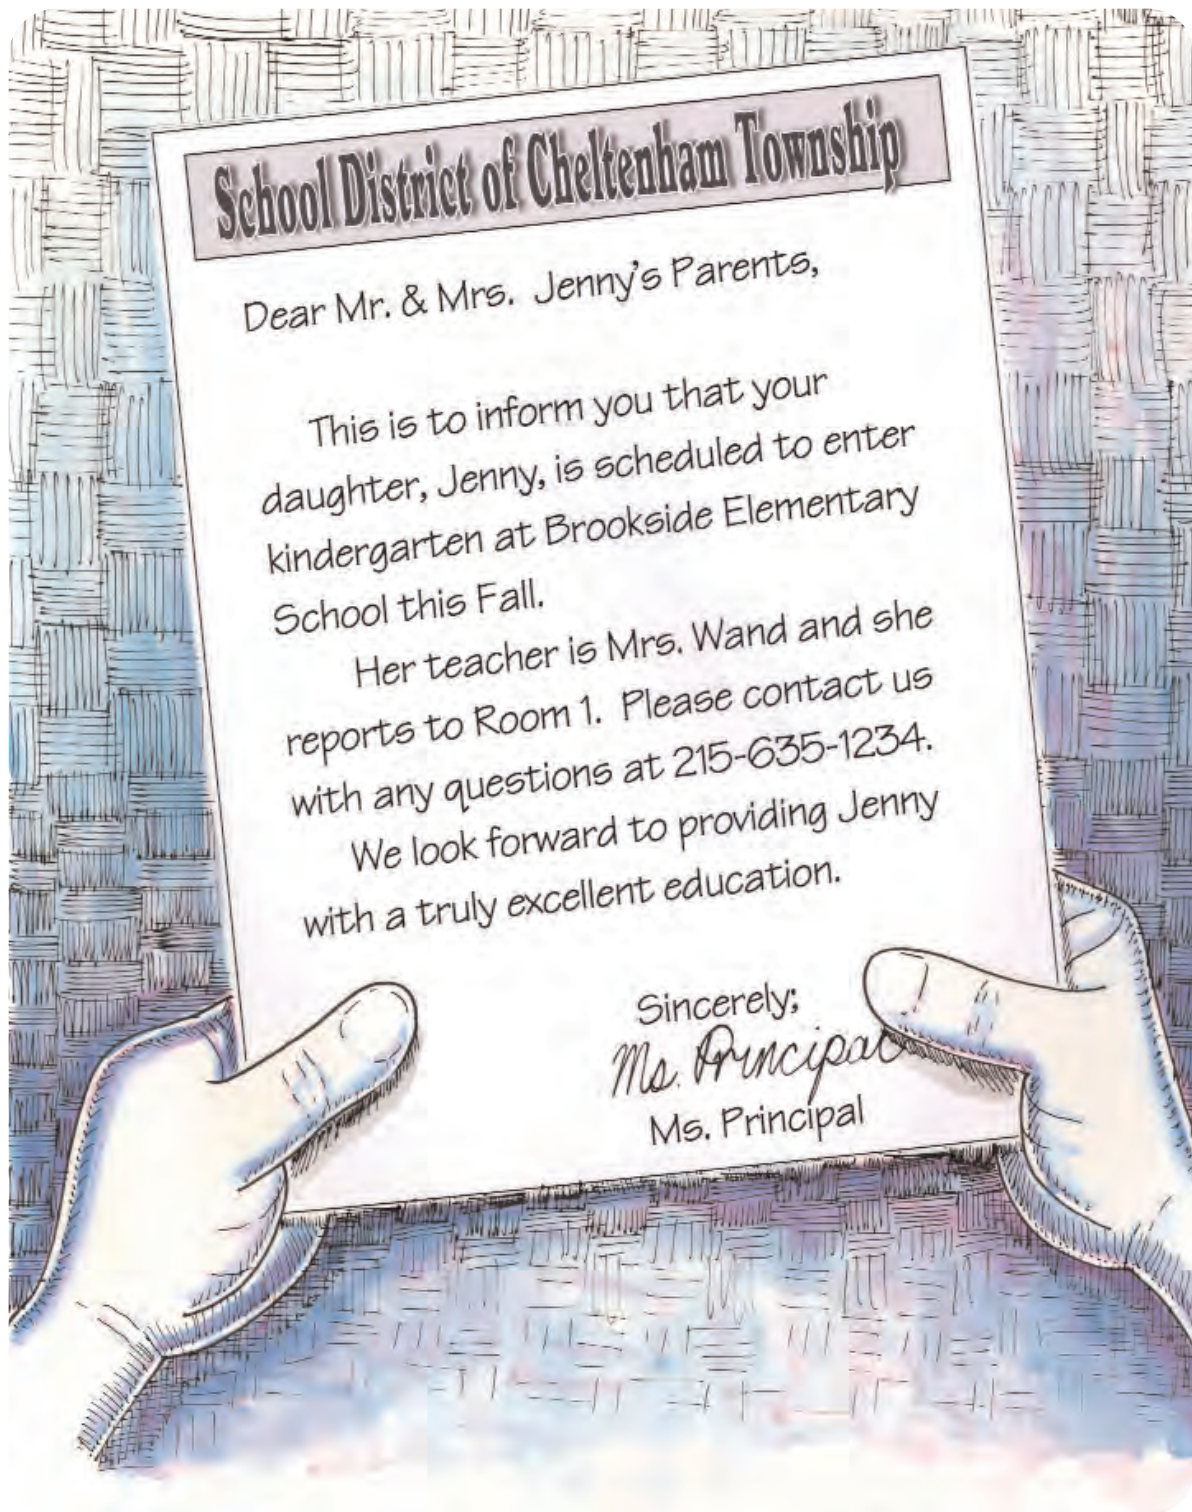 School District of Cheltenham Township
Dear Mr. & Mrs. Jenny's Parents,
This is to inform you that your
daughter, Jenny, is scheduled to enter
kindergarten at Brookside Elementary
School this Fall.
Her teacher is Mrs. Wand and she
reports to Room 1. Please contact us
with any questions at 215-635-1234.
We look forward to providing Jenny
with a truly excellent education.
Sincerely;
Ms. Principal
Ms. Principal